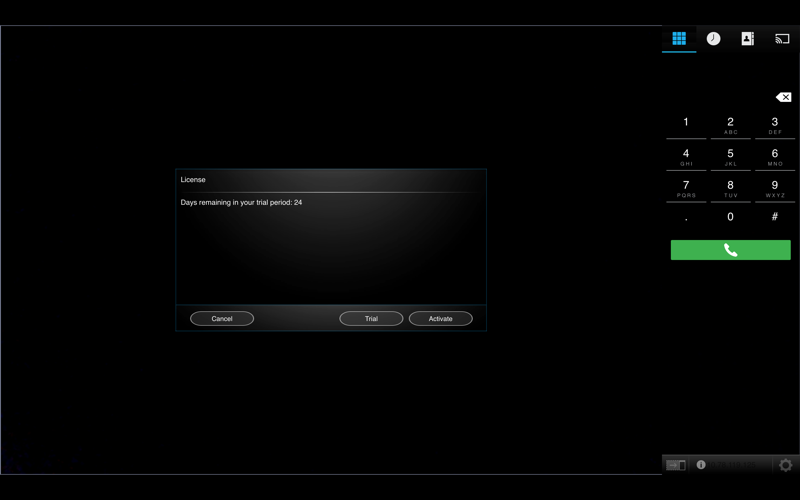 License
Days remaining in your trial period: 24
Cancel Trial Activate
1 2 3
ABC DEF
4 5 6
GHI JKL MNO
7 8 9
PQRS TUV WXYZ
. 0 #